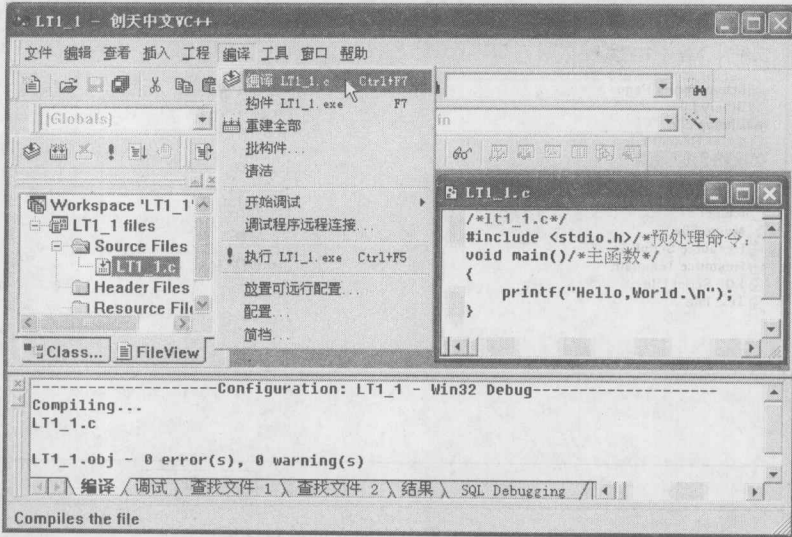 LT1_1 - 创天中文VC++
文件 编辑 查看 插入 工程 编译 工具 窗口 帮助
编译 LT1_1.c Ctrl+F7
构件 LT1_1.exe F7
重建全部
批构件...
清洁
开始调试
调试程序远程连接...
执行 LT1_1.exe Ctrl+F5
放置可远行配置...
配置...
简档...
(Globals)
in
Workspace 'LT1_1'
LT1_1 files
Source Files
LT1_1.c
Header Files
Resource File
Class... FileView
LT1_1.c
/*lt1_1.c*/
#include <stdio.h>/*预处理命令;
void main()/*主函数*/
{
printf("Hello,World.\n");
}
--------------------Configuration: LT1_1 - Win32 Debug--------------------
Compiling...
LT1_1.c
LT1_1.obj - 0 error(s), 0 warning(s)
编译 调试 查找文件 1 查找文件 2 结果 SQL Debugging
Compiles the file